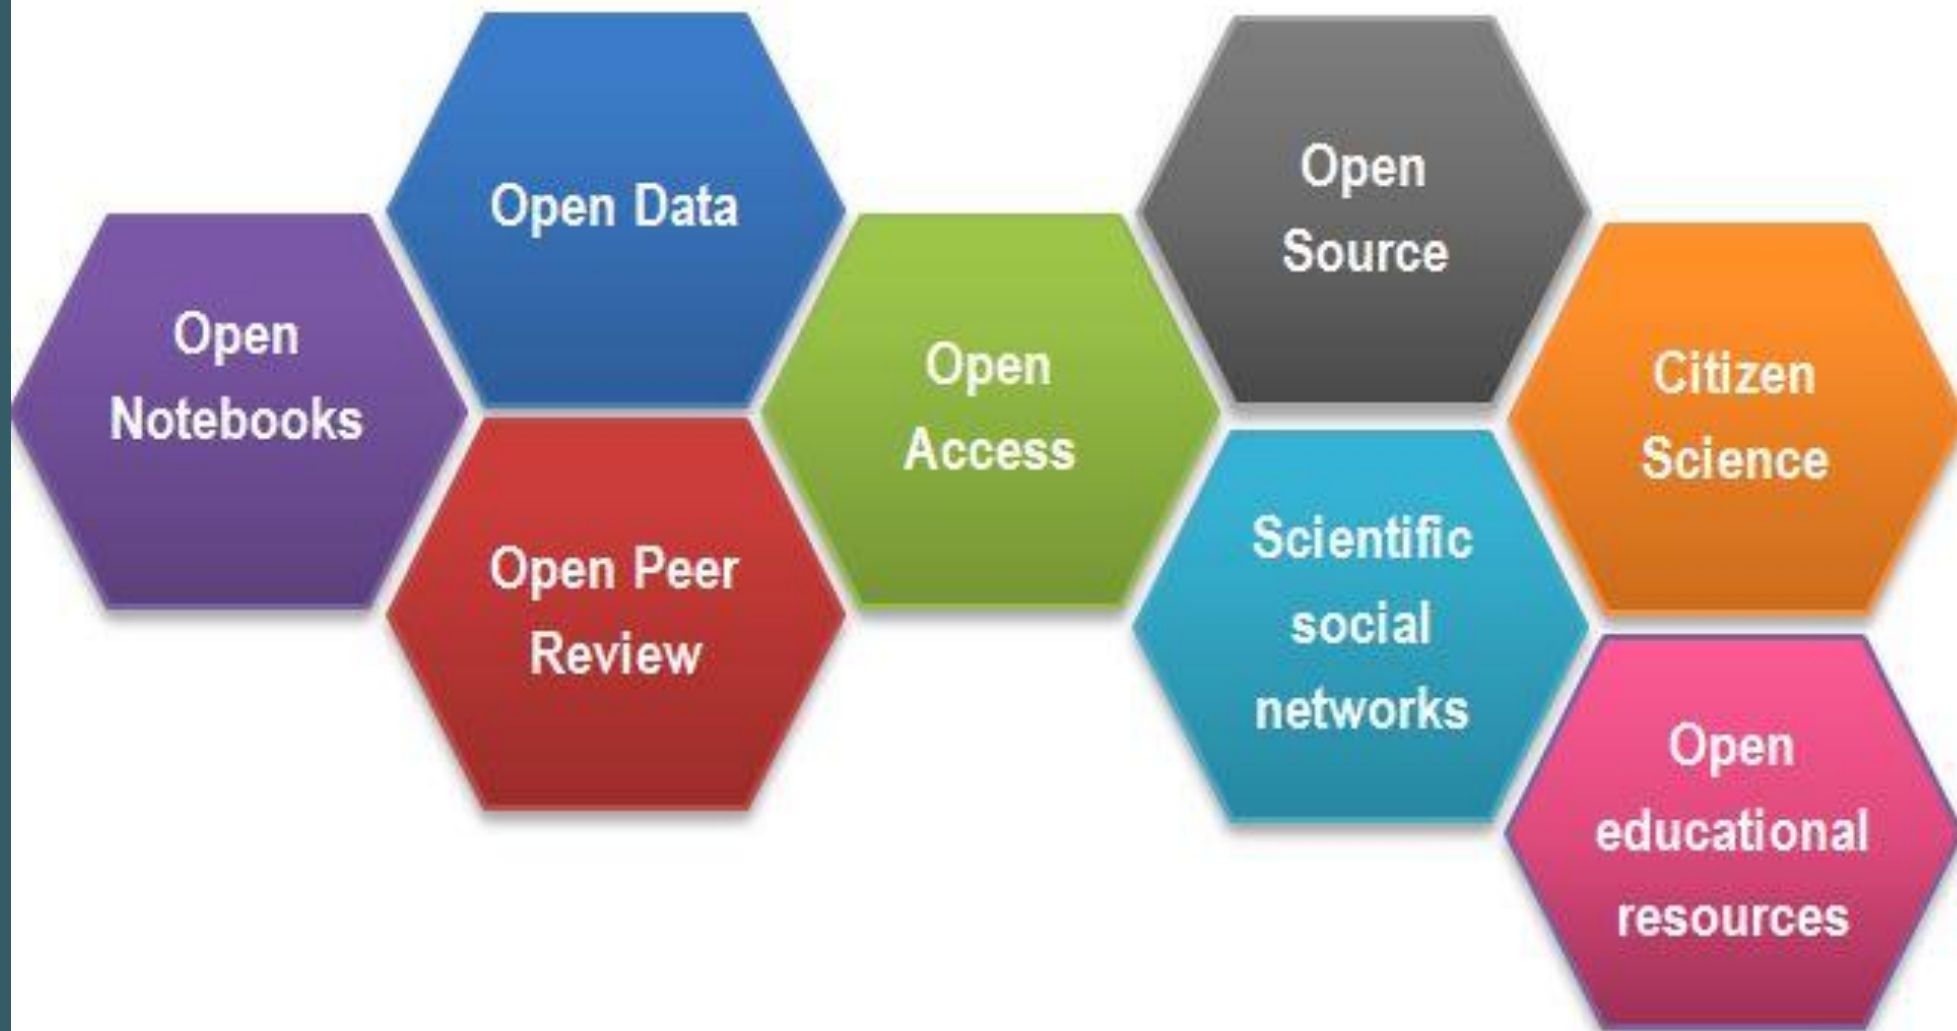 Open
Notebooks
Open Data
Open Peer
Review
Open
Access
Open
Source
Scientific
social
networks
Citizen
Science
Open
educational
resources